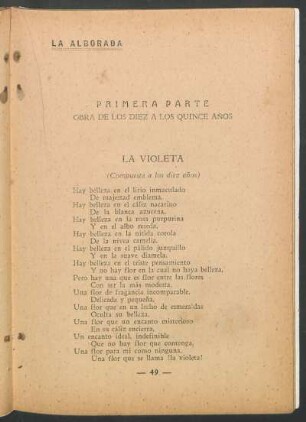 LA ALBORADA
PRIMERA PARTE
OBRA DE LOS DIEZ A LOS QUINCE AÑOS
LA VIOLETA
(Compuesta a los diez años)
Hay belleza en el lirio inmaculado
De majestad emblema.
Hay belleza en el cáliz nacarino
De la blanca azucena.
Hay belleza en la rosa purpurina
Y en el albo
Hay belleza en la nítida corola
De la nívea camelia.
Hay belleza en el pálido junquillo
Y en la suave diamela.
Hay belleza en el triste pensamiento
Y no hay flor en la cual no haya belleza.
Pero hay una que es flor entre las flores
Con ser la más modesta.
Una flor de fragancia incomparable.
Delicada y pequeña,
Una flor que en un lecho de esmeraldas
Oculta su belleza.
Una flor que un encanto misterioso
En su cáliz encierra,
Un encanto ideal, indefinible
Que no hay flor que contenga,
Una flor para mí como ninguna.
Una flor que se llama ¡la violeta!
— 49 —